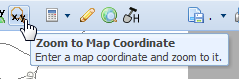 x,y
Zoom to Map Coordinate
Enter a map coordinate and zoom to it.